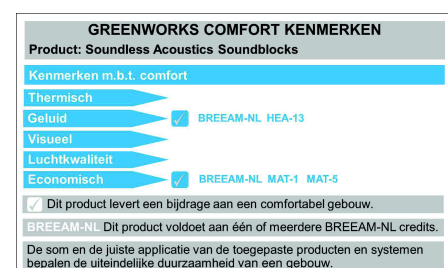 GREENWORKS COMFORT KENMERKEN
Product: Soundless Acoustics Soundblocks
Kenmerken m.b.t. comfort
Thermisch
Geluid BREEAM-NL HEA-13
Visueel
Luchtkwaliteit
Economisch BREEAM-NL MAT-1 MAT-5
Dit product levert een bijdrage aan een comfortabel gebouw.
BREEAM-NL Dit product voldoet aan één of meerdere BREEAM-NL credits.
De som en de juiste applicatie van de toegepaste producten en systemen
bepalen de uiteindelijke duurzaamheid van een gebouw.